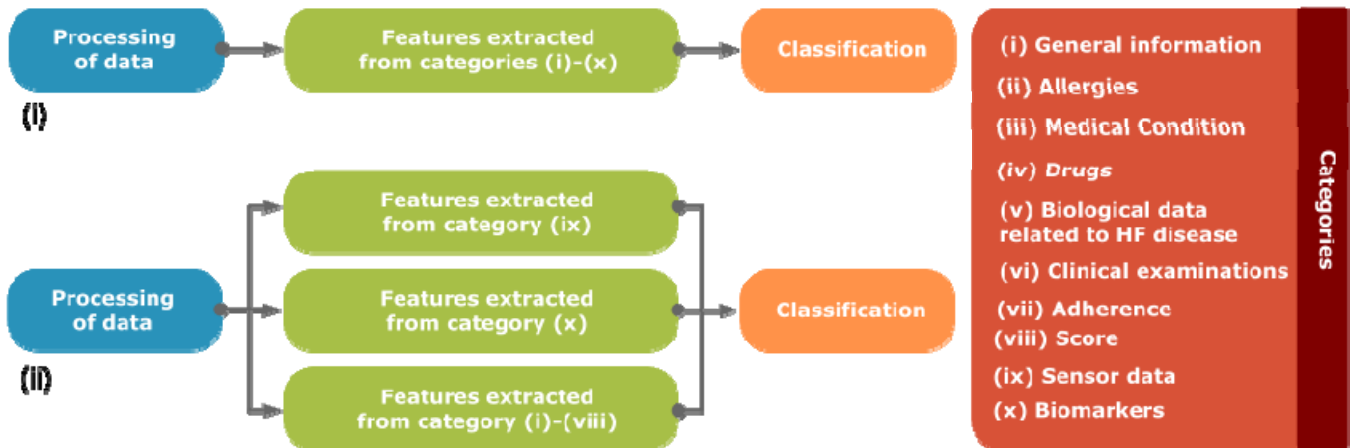 Processing
of data
Features extracted
from categories (i)-(x)
Classification
(I)
Features extracted
from category (ix)
Processing
of data
Features extracted
from category (x)
Classification
Features extracted
from category (i)-(viii)
(II)
(i) General information
(ii) Allergies
(iii) Medical Condition
(iv) Drugs
(v) Biological data
related to HF disease
(vi) Clinical examinations
(vii) Adherence
(viii) Score
(ix) Sensor data
(x) Biomarkers
Categories